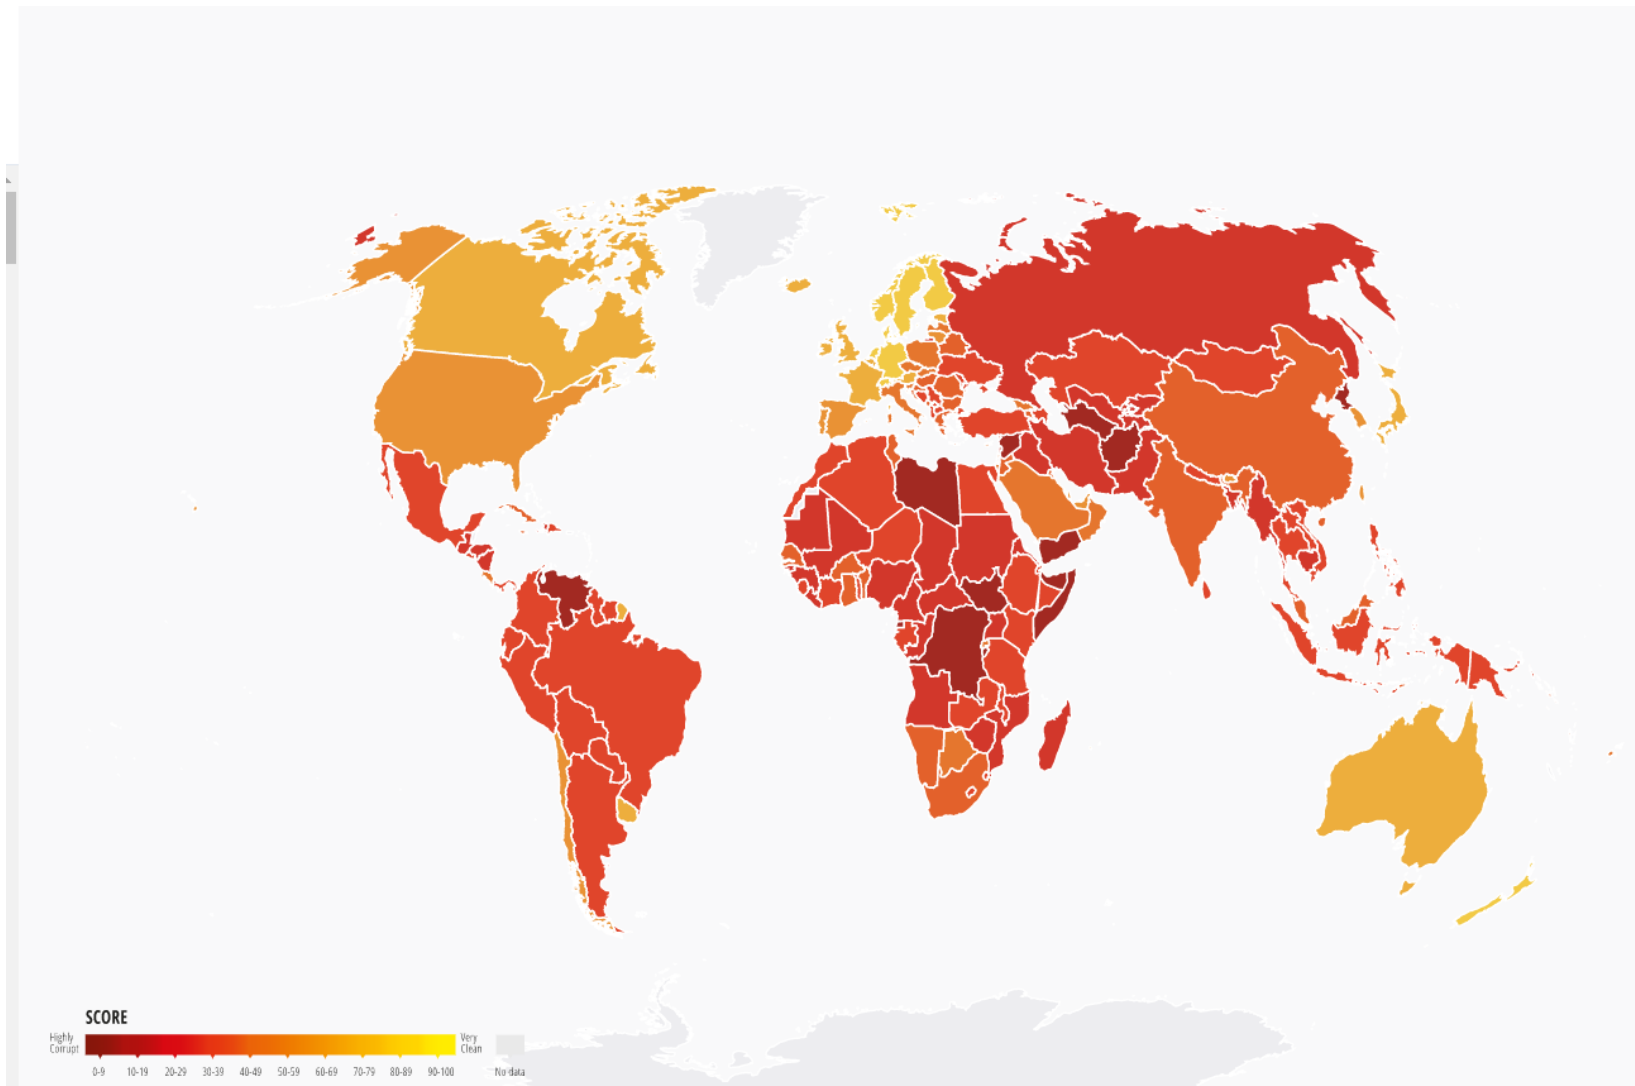 SCORE
Highly
Corrupt
Very
Clean
0-9 10-19 20-29 30-39 40-49 50-59 60-69 70-79 80-89 90-100 No data